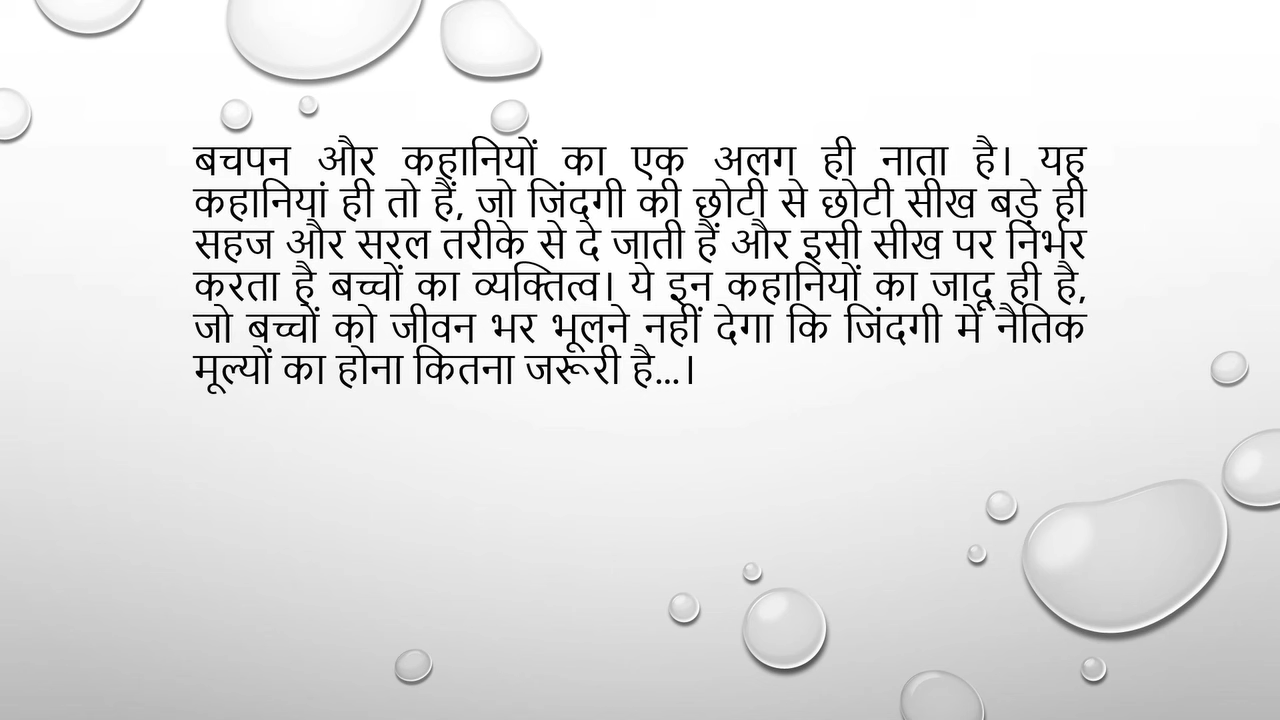 बचपन और कहानियों का एक अलग ही नाता है। यह
कहानियां ही तो हैं, जो जिंदगी की छोटी से छोटी सीख बड़े ही
सहज और सरल तरीके से दे जाती हैं और इसी सीख पर निर्भर
करता है बच्चों का व्यक्तित्व। ये इन कहानियों का जादू ही है,
जो बच्चों को जीवन भर भूलने नहीं देगा कि जिंदगी में नैतिक
मूल्यों का होना कितना जरूरी है...।